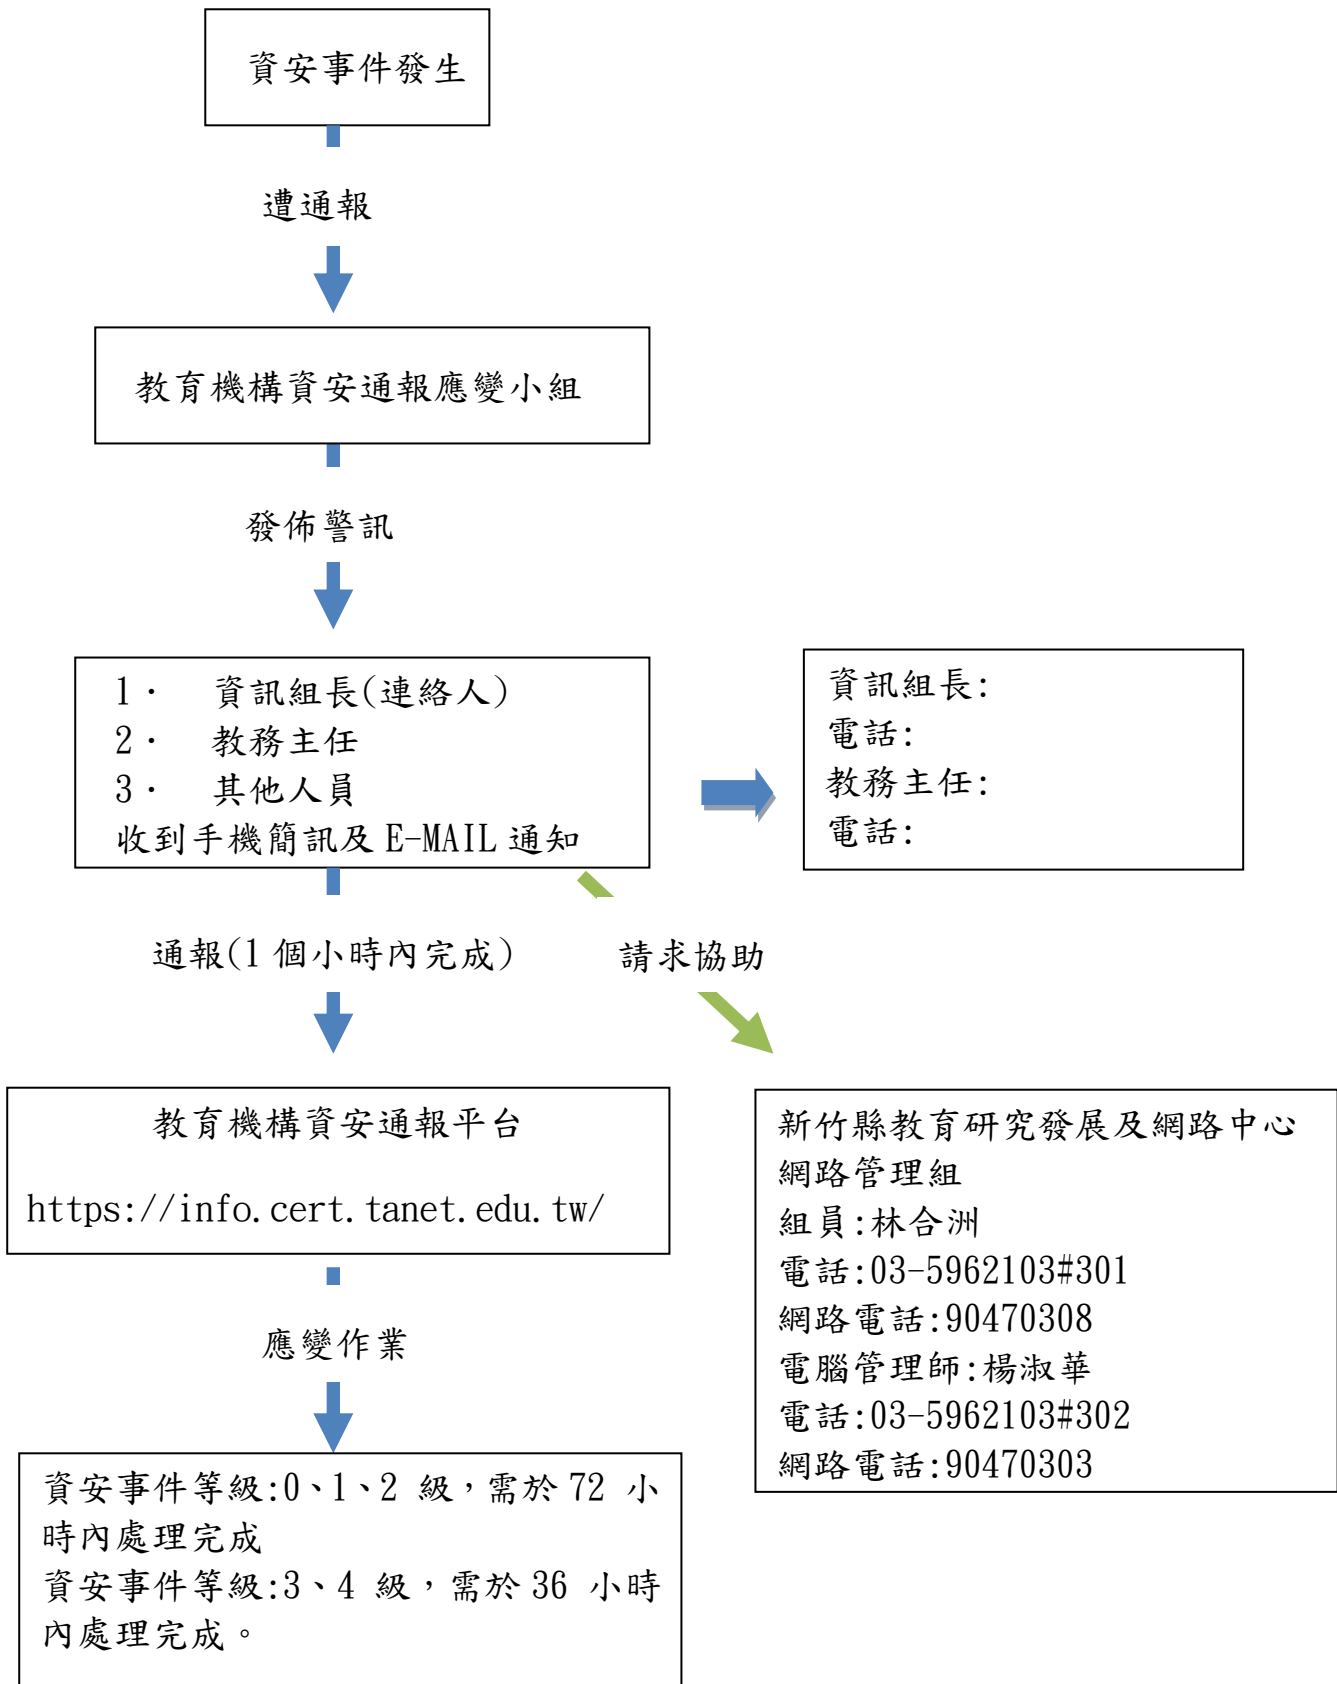 資安事件發生
遭通報
教育機構資安通報應變小組
發佈警訊
1. 資訊組長(連絡人)
2. 教務主任
3. 其他人員
收到手機簡訊及 E-MAIL 通知
資訊組長:
電話:
教務主任:
電話:
通報(1 個小時內完成)
請求協助
教育機構資安通報平台
https://info.cert.tanet.edu.tw/
新竹縣教育研究發展及網路中心
網路管理組
組員:林合洲
電話:03-5962103#301
網路電話:90470308
電腦管理師:楊淑華
電話:03-5962103#302
網路電話:90470303
應變作業
資安事件等級:0、1、2 級，需於 72 小
時內處理完成
資安事件等級:3、4 級，需於 36 小時
內處理完成。